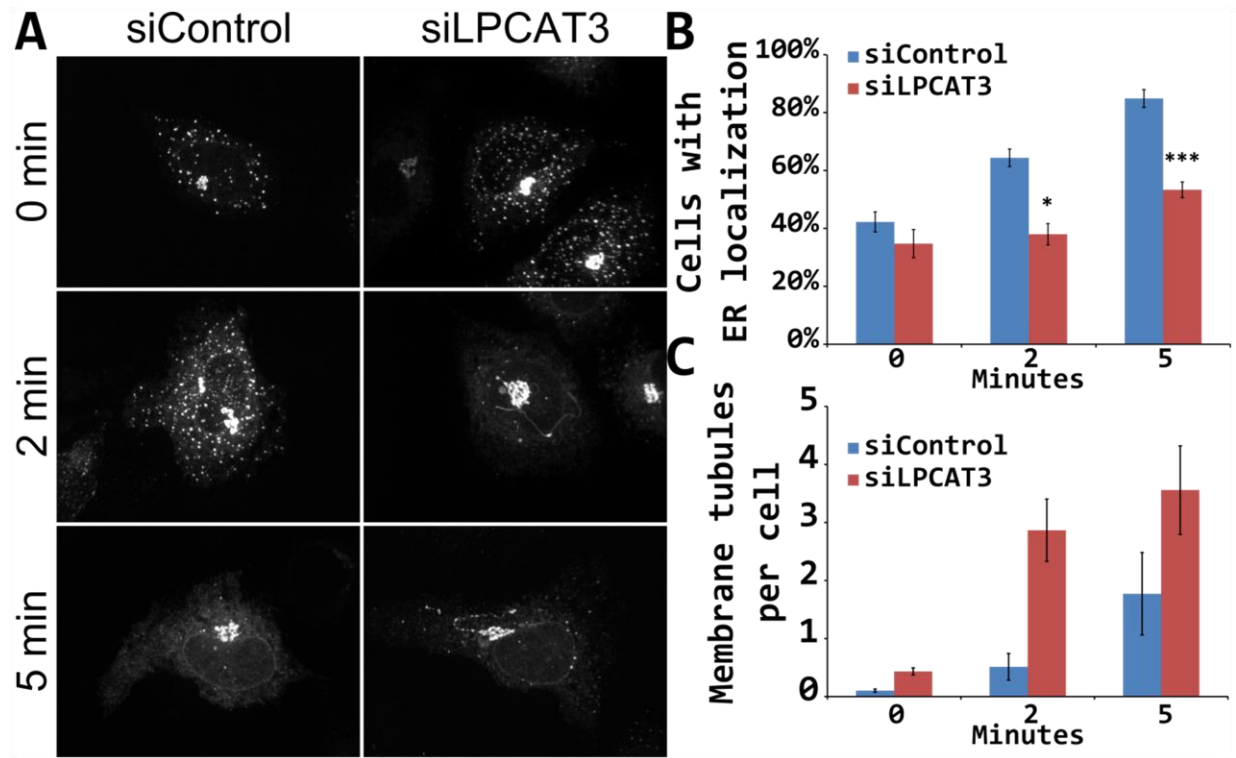 A
siControl siLPCAT3
0 min
2 min
5 min
B
Cells with
ER localization
100%
80%
60%
40%
20%
0%
siControl
siLPCAT3
*
***
0 2 5
Minutes
C
Membrane tubules
per cell
5
4
3
2
1
0
siControl
siLPCAT3
0 2 5
Minutes